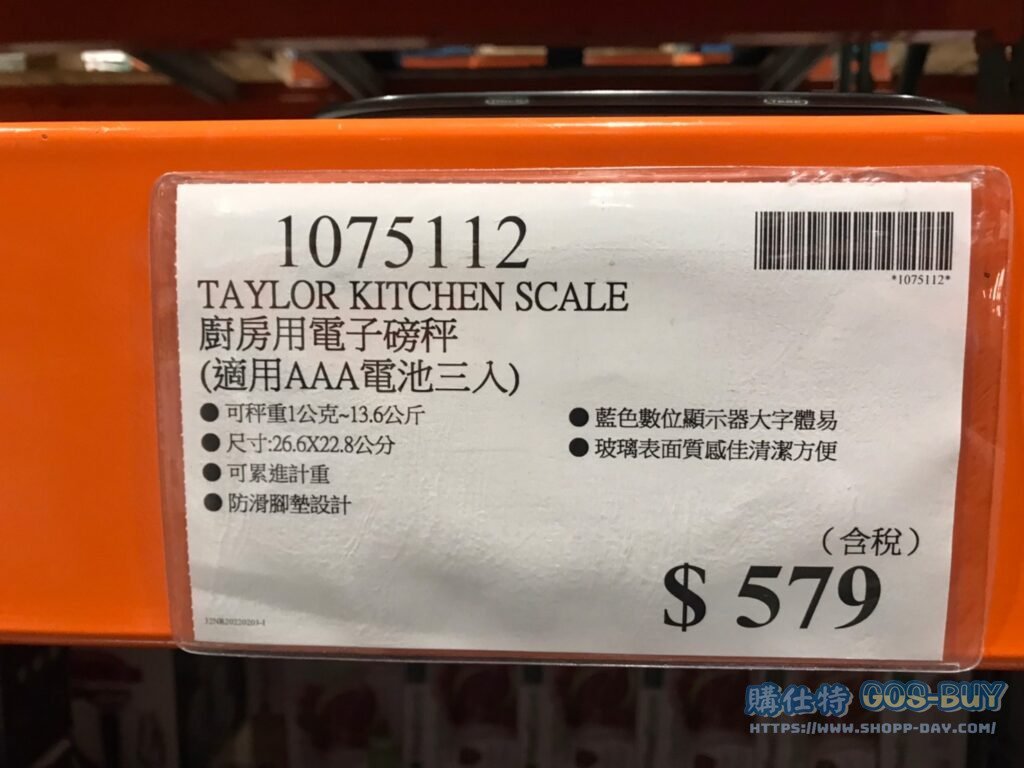 1075112
*1075112*
TAYLOR KITCHEN SCALE
廚房用電子磅秤
(適用AAA電池三入)
● 可秤重1公克~13.6公斤
● 尺寸:26.6X22.8公分
● 可累進計重
● 防滑腳墊設計
● 藍色數位顯示器大字體易
● 玻璃表面質感佳清潔方便
（含稅）
$ 579
購仕特 GOS-BUY
HTTPS://WWW.SHOPP-DAY.COM/